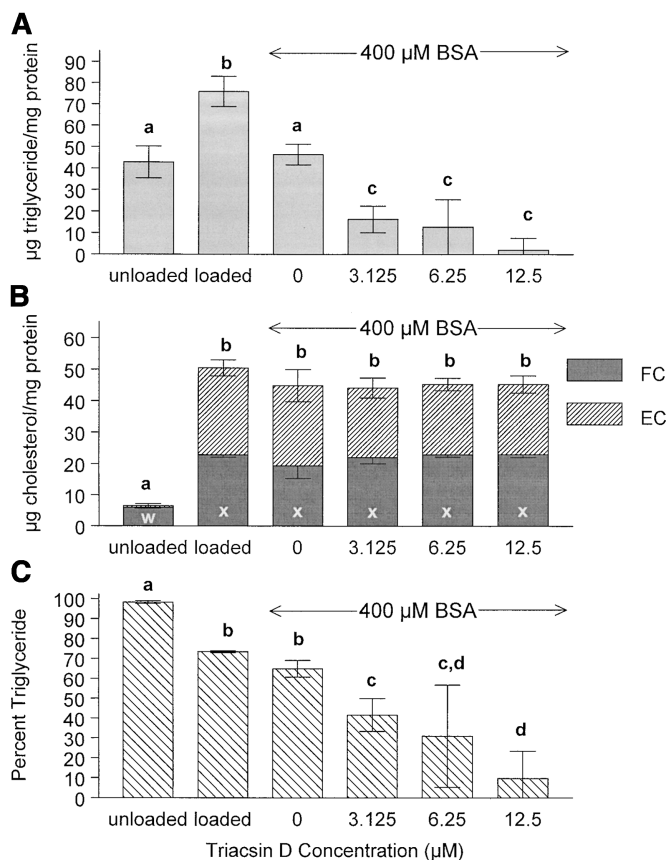 A
400 µM BSA
µg triglyceride/mg protein
90
80
70
60
50
40
30
20
10
0
a
b
a
c
c
c
unloaded loaded 0 3.125 6.25 12.5
B
400 µM BSA
µg cholesterol/mg protein
60
50
40
30
20
10
0
a
b
b
b
b
b
w
x
x
x
x
x
FC
EC
unloaded loaded 0 3.125 6.25 12.5
C
400 µM BSA
Percent Triglyceride
100
90
80
70
60
50
40
30
20
10
0
a
b
b
c
c,d
d
unloaded loaded 0 3.125 6.25 12.5
Triacsin D Concentration (µM)